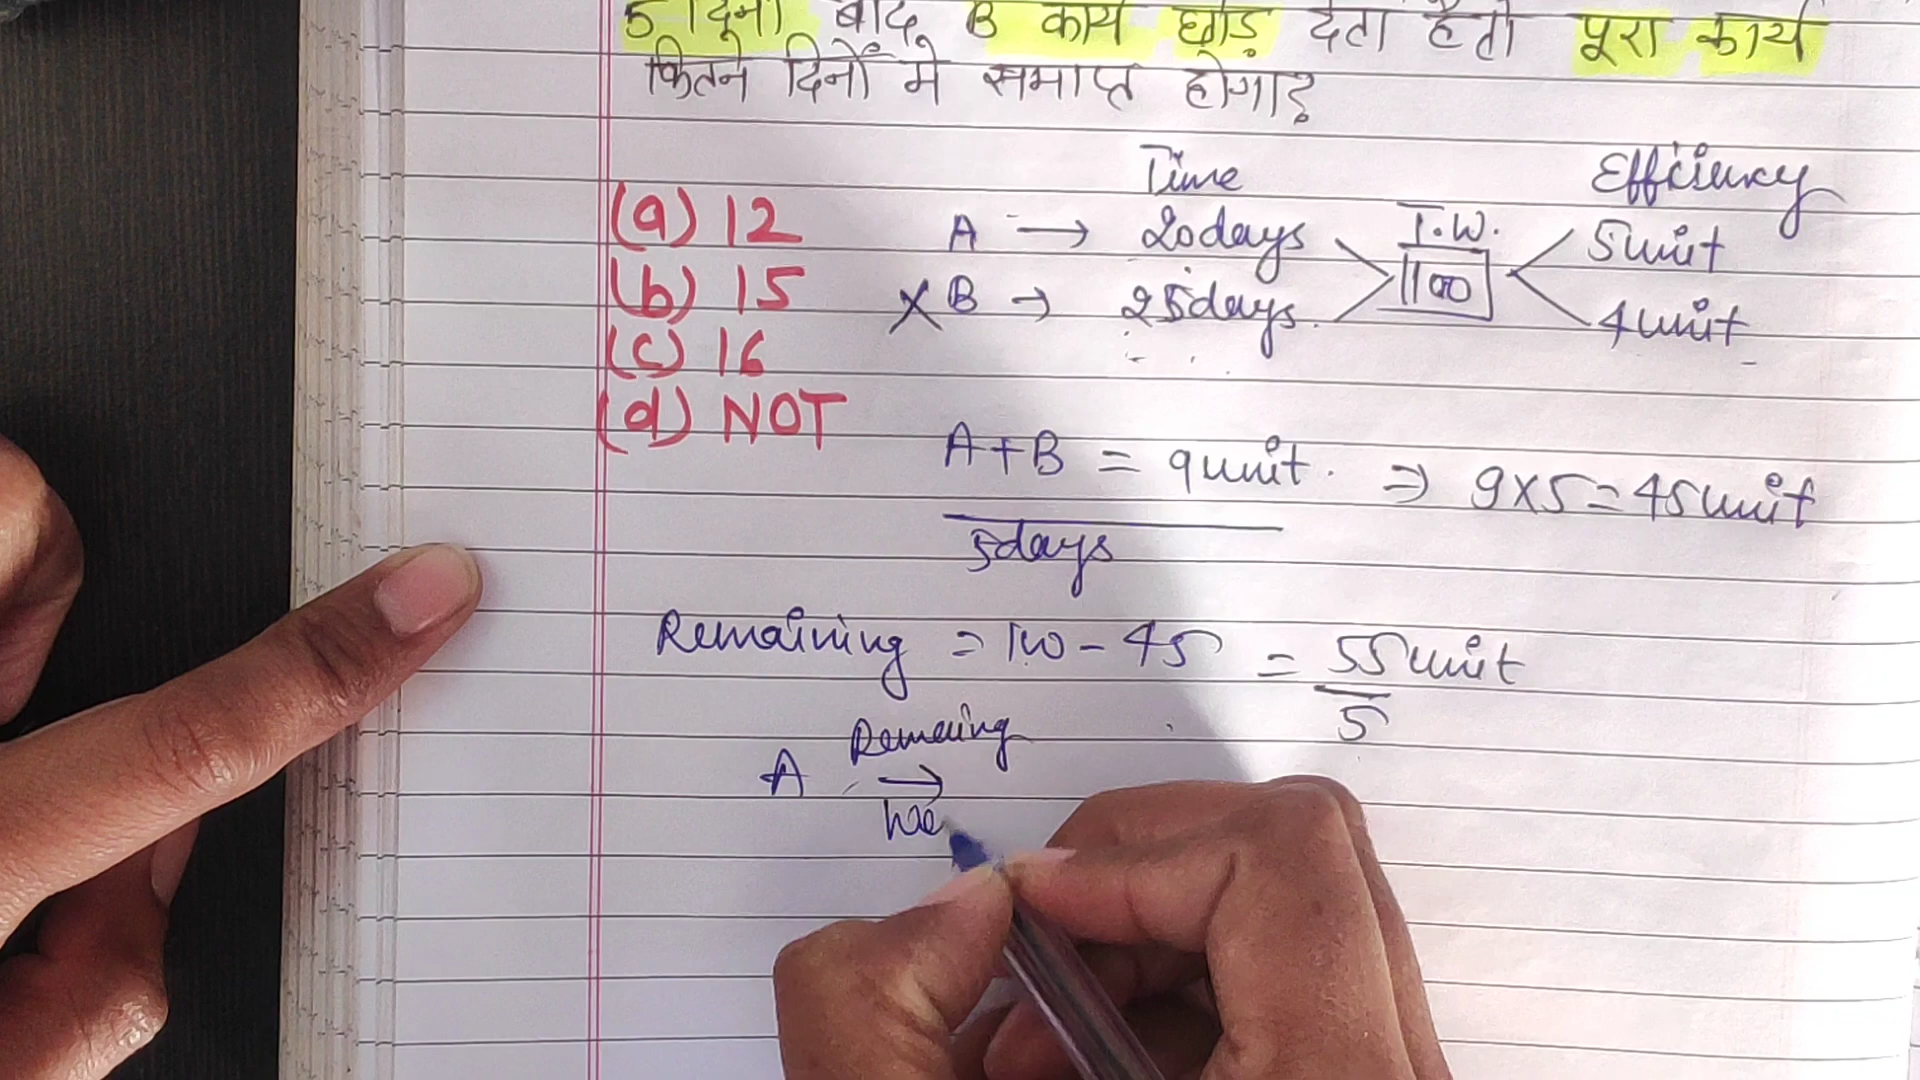 5 दिनों बाद B कार्य छोड़ देता है तो पूरा कार्य
कितने दिनों मे समाप्त होगा?
Time Efficiency
(a) 12 A → 20days T.W. 5unit
(b) 15 × B → 25days. 100 4unit
(c) 16
(d) NOT
A+B = 9unit. ⇒ 9×5=45unit
5days
Remaining = 100 - 45 = 55unit
5
Remaining
A →
We